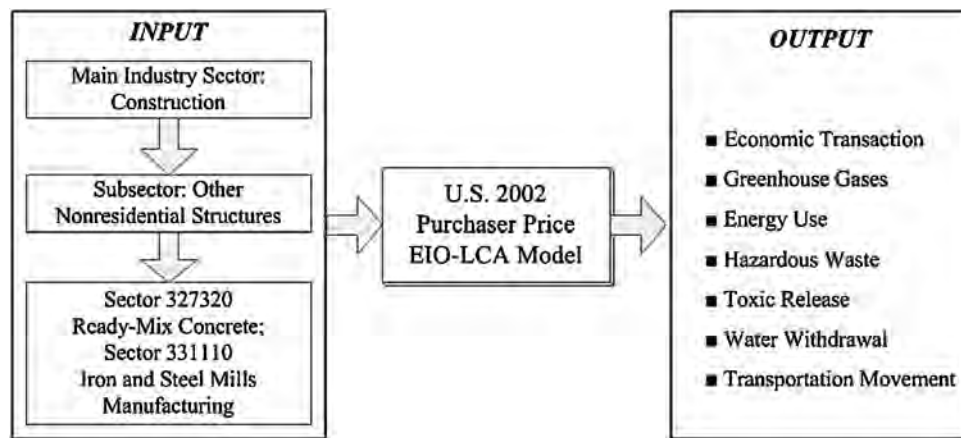 INPUT
Main Industry Sector:
Construction
Subsector: Other
Nonresidential Structures
Sector 327320
Ready-Mix Concrete;
Sector 331110
Iron and Steel Mills
Manufacturing
U.S. 2002
Purchaser Price
EIO-LCA Model
OUTPUT
■ Economic Transaction
■ Greenhouse Gases
■ Energy Use
■ Hazardous Waste
■ Toxic Release
■ Water Withdrawal
■ Transportation Movement